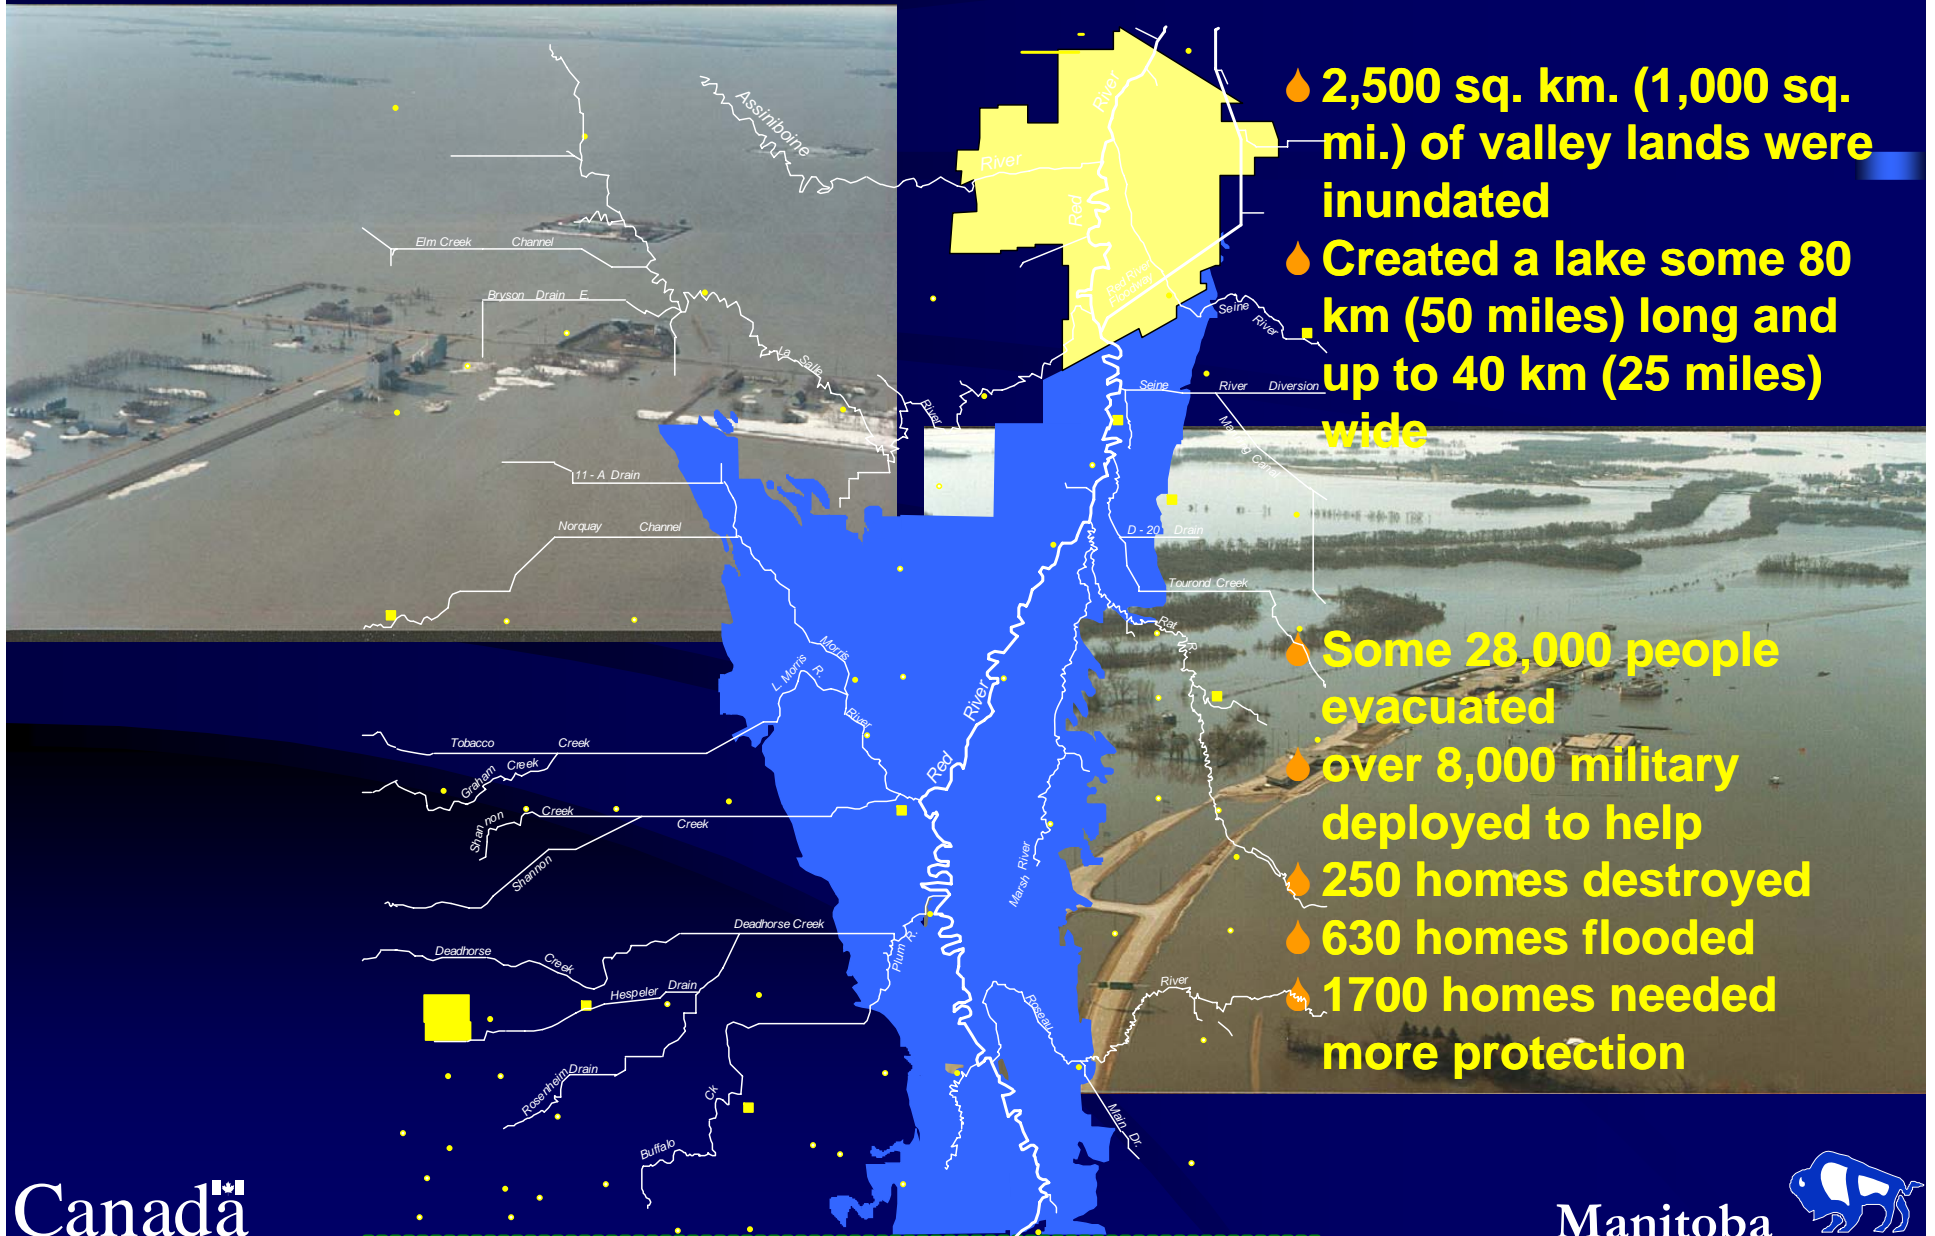 2,500 sq. km. (1,000 sq.
mi.) of valley lands were
inundated
Created a lake some 80
km (50 miles) long and
up to 40 km (25 miles)
wide
Some 28,000 people
evacuated
over 8,000 military
deployed to help
250 homes destroyed
630 homes flooded
1700 homes needed
more protection
Assiniboine
River
River
Red
Red River
Floodway
Elm Creek Channel
Bryson Drain E.
La Salle
River
Seine
River
Seine River Diversion
Canal
11 - A Drain
Norquay Channel
D - 20 Drain
Tourond Creek
Rat
R.
Morris
River
L. Morris
R.
River
Red
Tobacco Creek
Graham Creek
Shannon Creek
Creek
Shannon
Marsh River
Deadhorse Creek
Deadhorse
Creek
Plum R.
Hespeler Drain
Rosenheim Drain
Roseau
River
Buffalo
Ck
Main Dr.
Canada
Manitoba